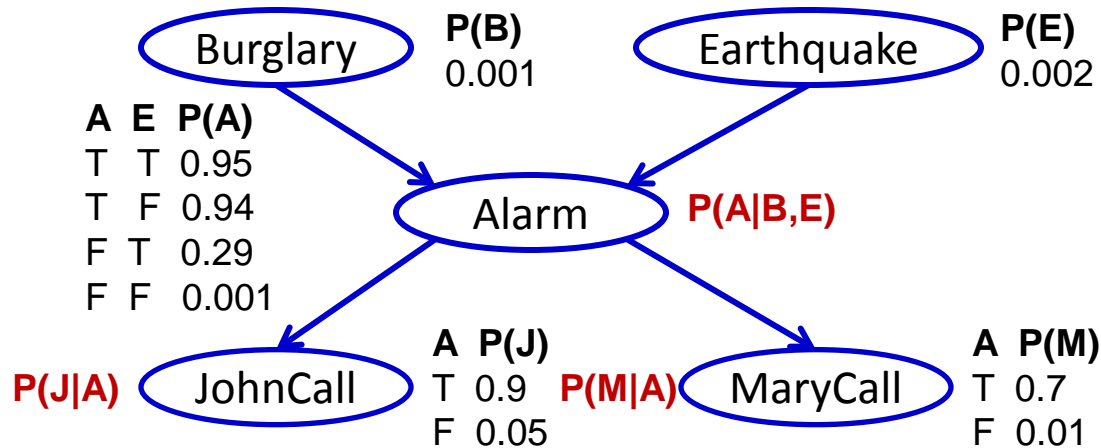 Burglary
P(B)
0.001
Earthquake
P(E)
0.002
A E P(A)
T T 0.95
T F 0.94
F T 0.29
F F 0.001
Alarm
P(A|B,E)
P(J|A)
JohnCall
A P(J)
T 0.9
F 0.05
P(M|A)
MaryCall
A P(M)
T 0.7
F 0.01